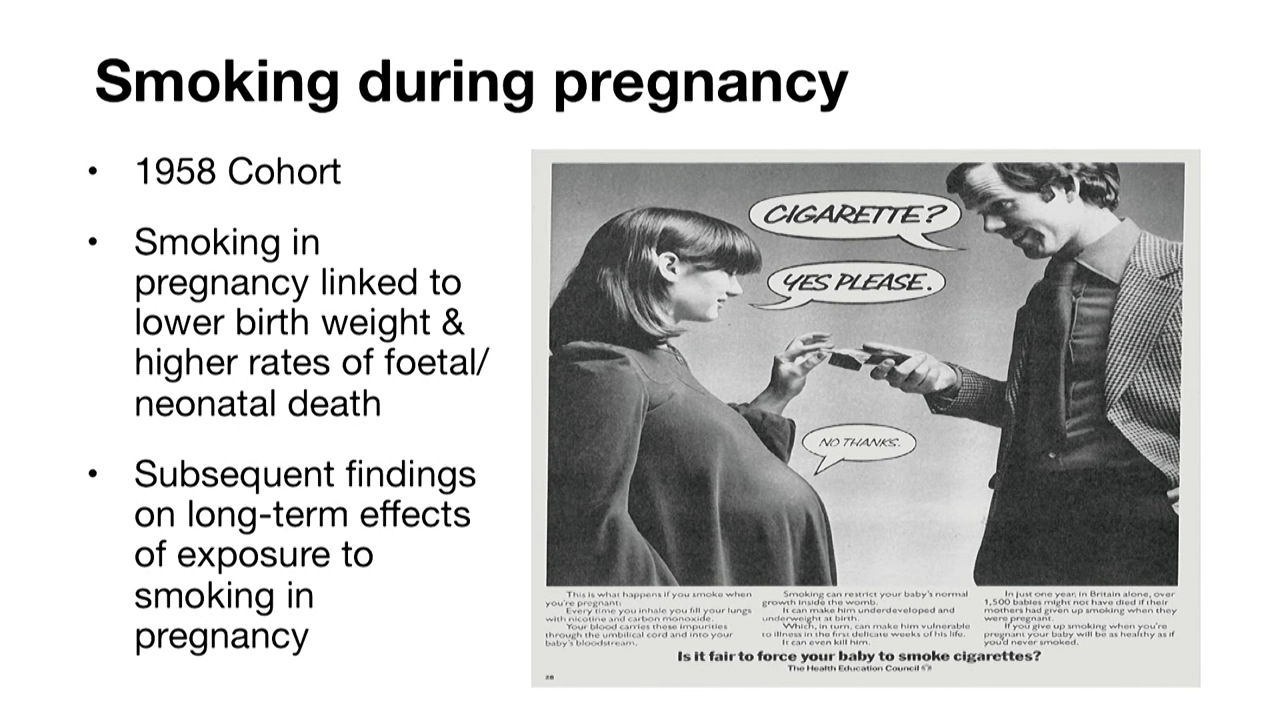 Smoking during pregnancy
• 1958 Cohort
• Smoking in
pregnancy linked to
lower birth weight &
higher rates of foetal/
neonatal death
• Subsequent findings
on long-term effects
of exposure to
smoking in
pregnancy
CIGARETTE?
YES PLEASE.
NO THANKS.
This is what happens if you smoke when
you're pregnant:
Every time you inhale you fill your lungs
with nicotine and carbon monoxide.
Your blood carries these impurities
through the umbilical cord and into your
baby's bloodstream.
Smoking can restrict your baby's normal
growth inside the womb.
It can make him underdeveloped and
underweight at birth.
Which, in turn, can make him vulnerable
to illness in the first delicate weeks of his life.
It can even kill him.
In just one year, in Britain alone, over
1,500 babies might not have died if their
mothers had given up smoking when they
were pregnant.
If you give up smoking when you're
pregnant your baby will be as healthy as if
you'd never smoked.
Is it fair to force your baby to smoke cigarettes?
The Health Education Council